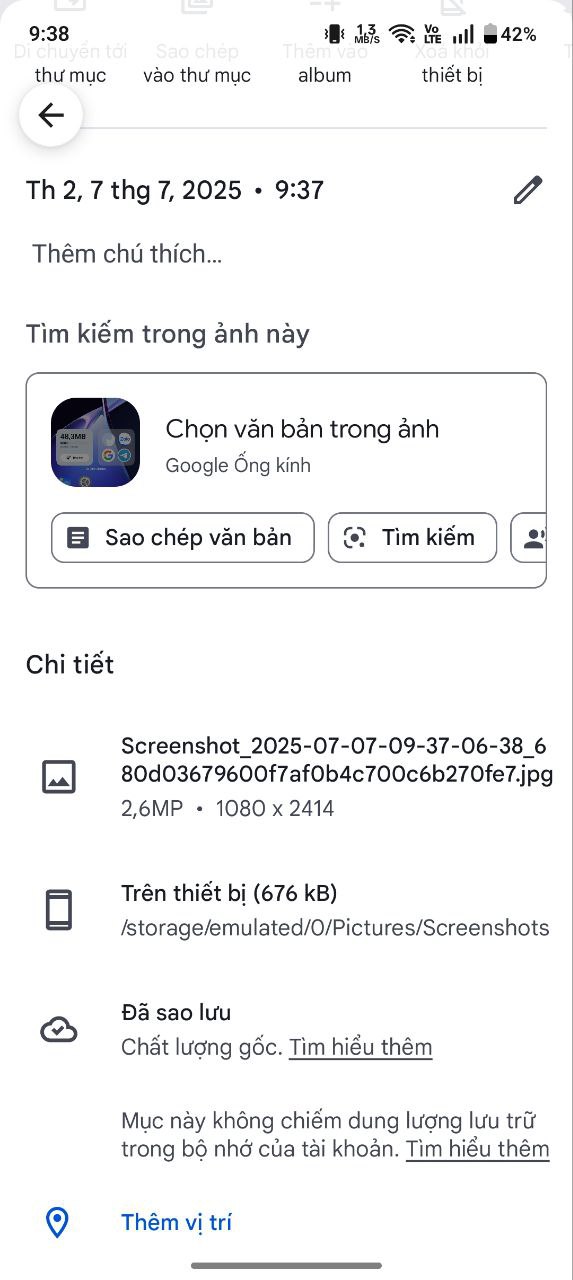 9:38
1,3 MB/S
Vo LTE
42%
Di chuyển tới Sao chép Thêm vào Xoá khỏi
thư mục vào thư mục album thiết bị
Th 2, 7 thg 7, 2025 • 9:37
Thêm chú thích...
Tìm kiếm trong ảnh này
48,3MB
Chọn văn bản trong ảnh
Google Ống kính
Sao chép văn bản
Tìm kiếm
Chi tiết
Screenshot_2025-07-07-09-37-06-38_6
80d03679600f7af0b4c700c6b270fe7.jpg
2,6MP • 1080 x 2414
Trên thiết bị (676 kB)
/storage/emulated/0/Pictures/Screenshots
Đã sao lưu
Chất lượng gốc. Tìm hiểu thêm
Mục này không chiếm dung lượng lưu trữ
trong bộ nhớ của tài khoản. Tìm hiểu thêm
Thêm vị trí